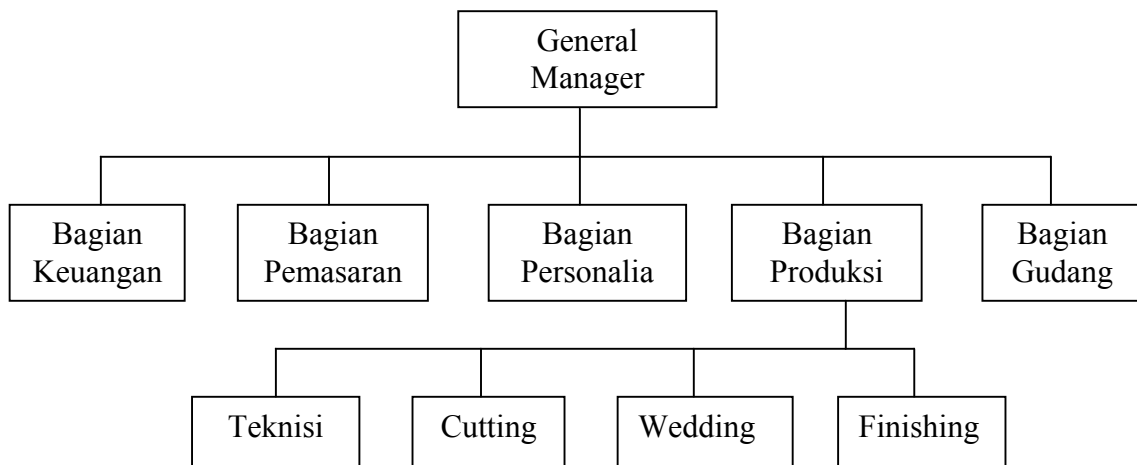 General
Manager
Bagian
Keuangan
Bagian
Pemasaran
Bagian
Personalia
Bagian
Produksi
Bagian
Gudang
Teknisi
Cutting
Wedding
Finishing